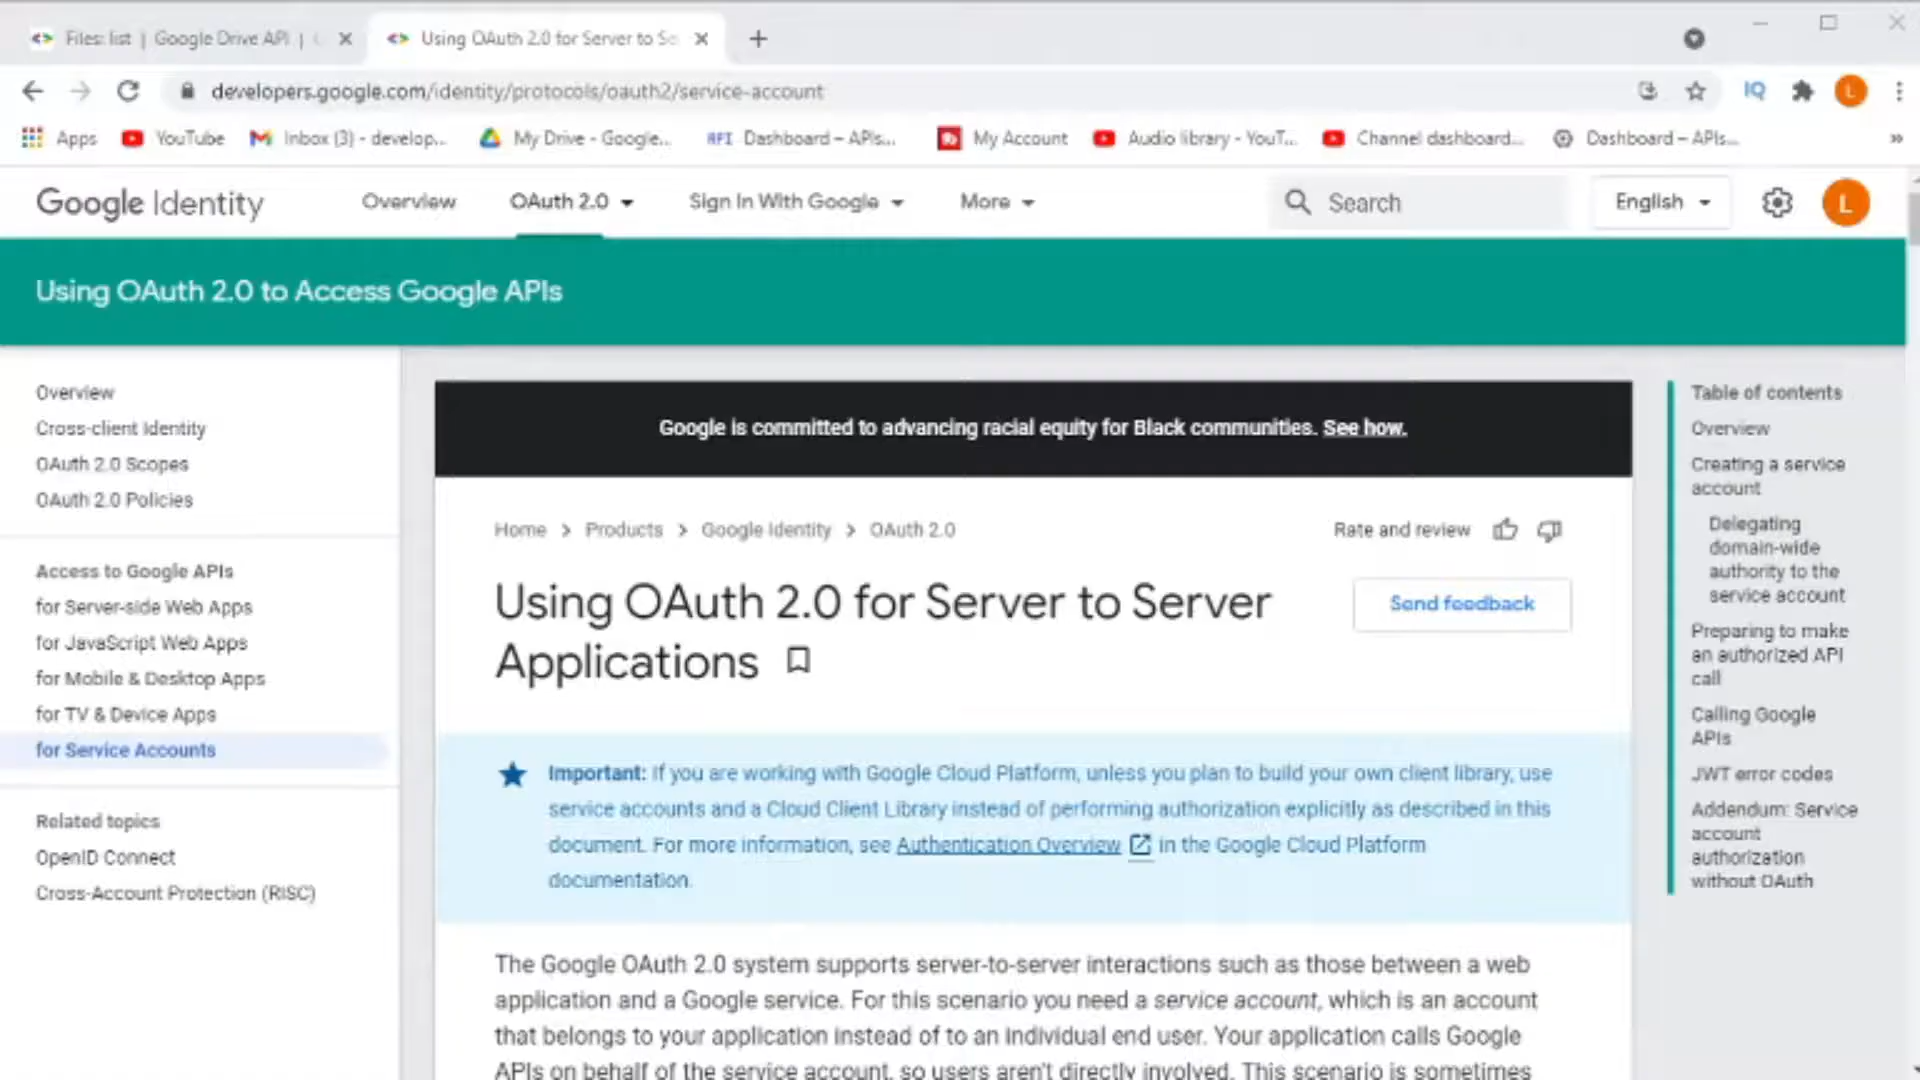 Files: list | Google Drive API |
Using OAuth 2.0 for Server to Se
developers.google.com/identity/protocols/oauth2/service-account
IQ
L
Apps
YouTube
Inbox (3) - develop...
My Drive - Google...
API Dashboard – APIs...
My Account
Audio library - YouT...
Channel dashboard...
Dashboard – APIs...
»
Google Identity
Overview
OAuth 2.0
Sign In With Google
More
Search
English
L
Using OAuth 2.0 to Access Google APIs
Overview
Cross-client Identity
OAuth 2.0 Scopes
OAuth 2.0 Policies
Access to Google APIs
for Server-side Web Apps
for JavaScript Web Apps
for Mobile & Desktop Apps
for TV & Device Apps
for Service Accounts
Related topics
OpenID Connect
Cross-Account Protection (RISC)
Google is committed to advancing racial equity for Black communities. See how.
Home > Products > Google Identity > OAuth 2.0
Rate and review
Using OAuth 2.0 for Server to Server
Applications
Send feedback
Important: If you are working with Google Cloud Platform, unless you plan to build your own client library, use
service accounts and a Cloud Client Library instead of performing authorization explicitly as described in this
document. For more information, see Authentication Overview in the Google Cloud Platform
documentation.
The Google OAuth 2.0 system supports server-to-server interactions such as those between a web
application and a Google service. For this scenario you need a service account, which is an account
that belongs to your application instead of to an individual end user. Your application calls Google
APIs on behalf of the service account, so users aren't directly involved. This scenario is sometimes
Table of contents
Overview
Creating a service
account
Delegating
domain-wide
authority to the
service account
Preparing to make
an authorized API
call
Calling Google
APIs
JWT error codes
Addendum: Service
account
authorization
without OAuth